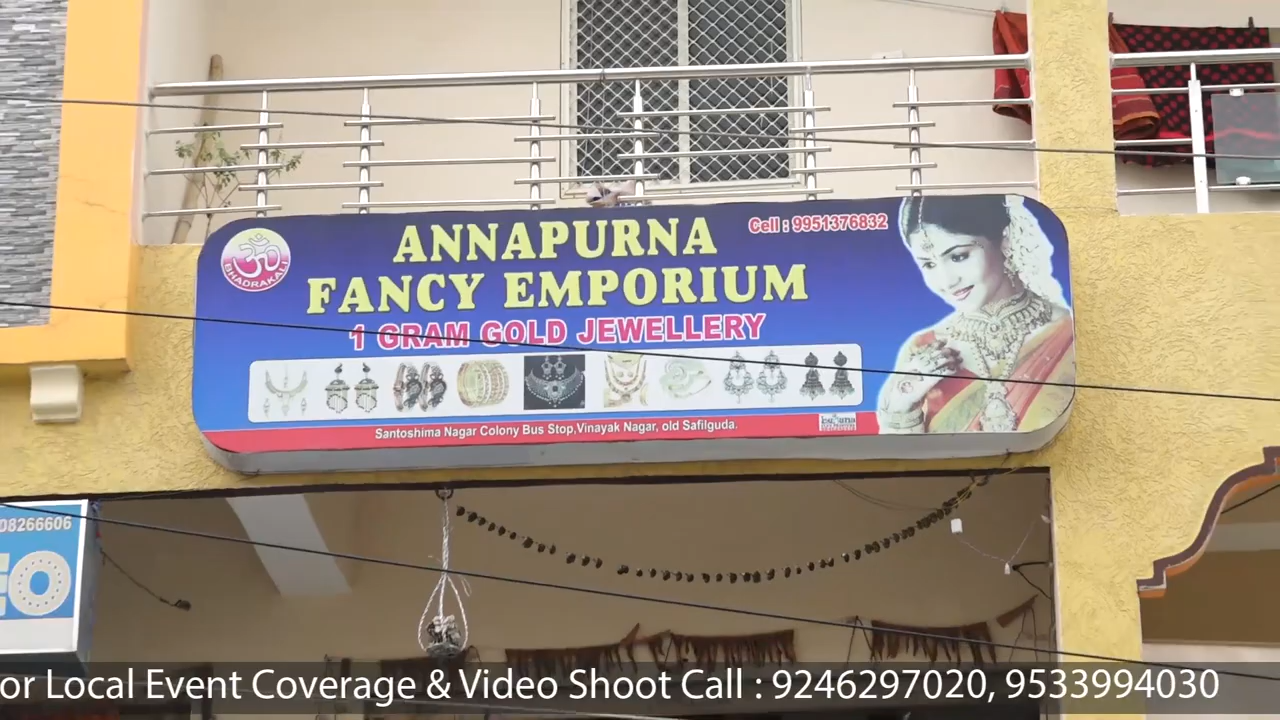 Cell : 9951376832
ANNAPURNA
FANCY EMPORIUM
BHADRAKALI
1 GRAM GOLD JEWELLERY
Santoshima Nagar Colony Bus Stop,Vinayak Nagar, old Safilguda.
08266606
EO
or Local Event Coverage & Video Shoot Call : 9246297020, 9533994030